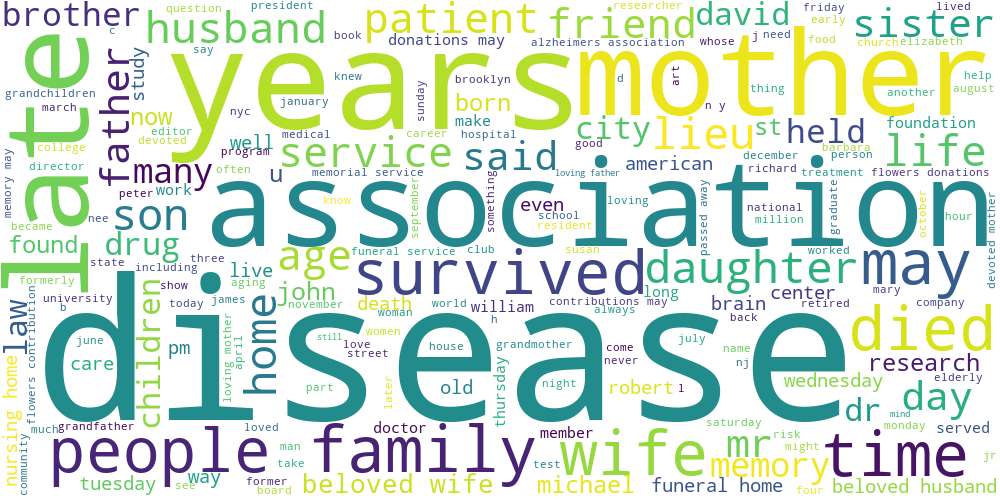 brother
question
president
husband
patient
donations may
friend
researcher
david
friday
early
lived
sister
c
say
book
alzheimers association
whose
j
need
food
church
elizabeth
late
grandchildren
march
father
study
years
knew
brooklyn
sunday
mother
d
art
thing
another
help
august
now
editor
devoted
nyc
january
born
make
n y
college
director
well
program
medical
career
hospital
good
city
lieu
st
held
foundation
memory may
many
often
service
said
american
barbara
december
person
life
became
peter
work
u
memorial service
loving father
richard
treatment
flowers donations
nee
son
know
september
something
even
school
loving
national
passed away
graduate
october
hour
association
resident
million
found
drug
state
three
age
funeral service
club
susan
worked
devoted mother
formerly
including
live
aging
survived
daughter
may
law
university
b
show
today
james
john
november
world
william
contributions may
long
brain
center
mary
retired
company
children
home
death
woman
always
back
died
june
pm
women
h
disease
love
street
still
house
grandmother
come
never
july
name
nj
research
care
loving mother
april
part
later
old
thursday
night
robert
l
wednesday
elderly
flowers contribution
nursing home
community
much
grandfather
loved
doctor
member
saturday
dr
mind
monday
day
served
people
family
man
test
wife
mr
risk
might
time
jr
tuesday
see
way
take
former
board
beloved wife
michael
memory
funeral home
four
beloved husband